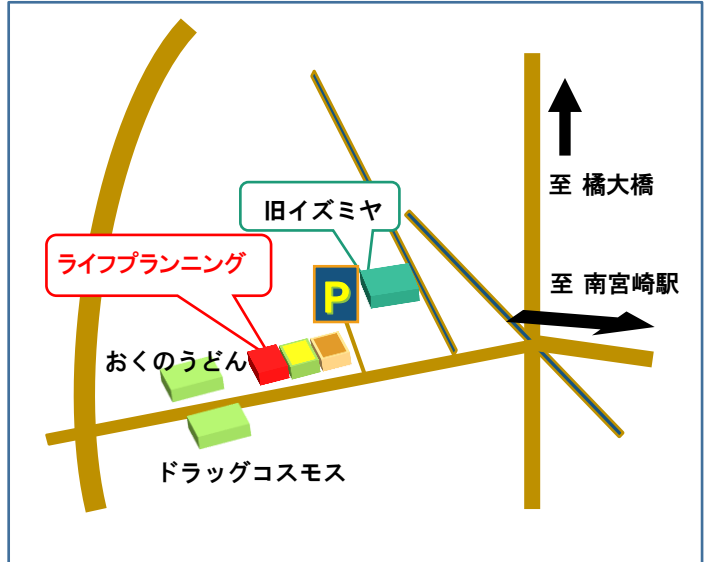 至 橘大橋
旧イズミヤ
ライフプランニング
至 南宮崎駅
P
おくのうどん
ドラッグコスモス